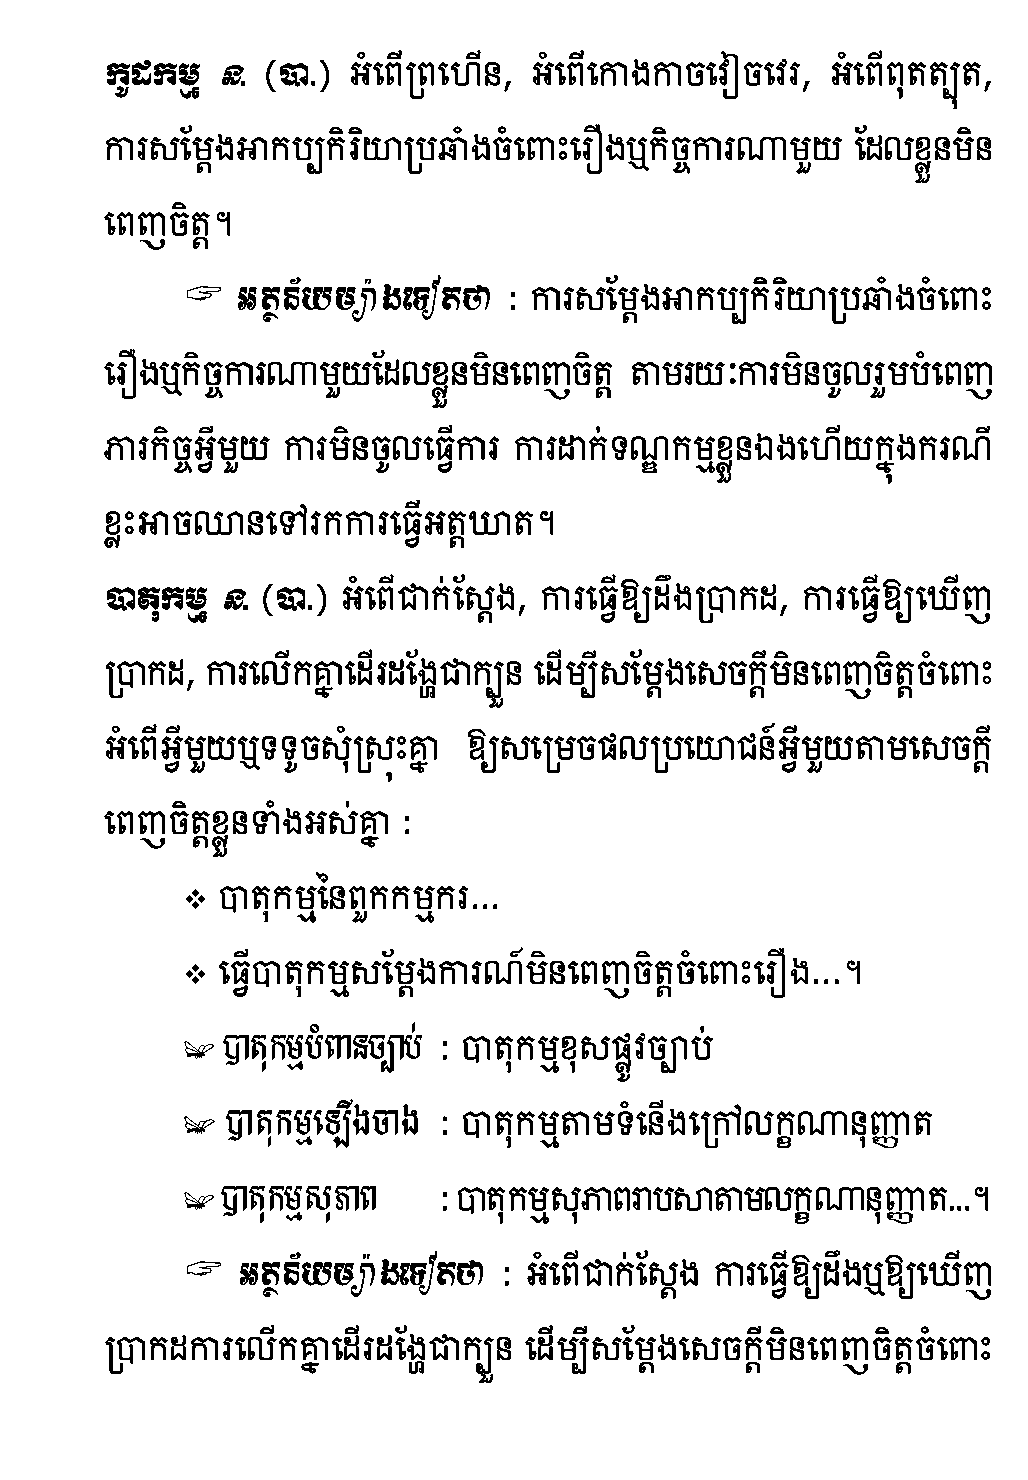 កូដកម្ម ន. (បា.) អំពើព្រហើន, អំពើកោងកាចវៀចវេរ, អំពើពុតត្បុត,
ការសម្ដែងអាកប្បកិរិយាប្រឆាំងចំពោះរឿងឬកិច្ចការណាមួយ ដែលខ្លួនមិន
ពេញចិត្ត។
☞ អត្ថន័យម្យ៉ាងទៀតថា : ការសម្ដែងអាកប្បកិរិយាប្រឆាំងចំពោះ
រឿងឬកិច្ចការណាមួយដែលខ្លួនមិនពេញចិត្ត តាមរយៈការមិនចូលរួមបំពេញ
ភារកិច្ចអ្វីមួយ ការមិនចូលធ្វើការ ការដាក់ទណ្ឌកម្មខ្លួនឯងហើយក្នុងករណី
ខ្លះអាចឈានទៅរកការធ្វើអត្តឃាត។
បាតុកម្ម ន. (បា.) អំពើជាក់ស្ដែង, ការធ្វើឱ្យដឹងប្រាកដ, ការធ្វើឱ្យឃើញ
ប្រាកដ, ការលើកគ្នាដើរដង្ហែជាក្បួន ដើម្បីសម្ដែងសេចក្ដីមិនពេញចិត្តចំពោះ
អំពើអ្វីមួយឬទទូចសុំស្រុះគ្នា ឱ្យសម្រេចផលប្រយោជន៍អ្វីមួយតាមសេចក្ដី
ពេញចិត្តខ្លួនទាំងអស់គ្នា :
❖ បាតុកម្មនៃពួកកម្មករ...
❖ ធ្វើបាតុកម្មសម្ដែងការណ៍មិនពេញចិត្តចំពោះរឿង...។
បាតុកម្មបំពានច្បាប់ : បាតុកម្មខុសផ្លូវច្បាប់
បាតុកម្មឡើងចាង : បាតុកម្មតាមទំនើងក្រៅលក្ខណានុញ្ញាត
បាតុកម្មសុភាព : បាតុកម្មសុភាពរាបសាតាមលក្ខណានុញ្ញាត...។
☞ អត្ថន័យម្យ៉ាងទៀតថា : អំពើជាក់ស្ដែង ការធ្វើឱ្យដឹងឬឱ្យឃើញ
ប្រាកដការលើកគ្នាដើរដង្ហែជាក្បួន ដើម្បីសម្ដែងសេចក្ដីមិនពេញចិត្តចំពោះ